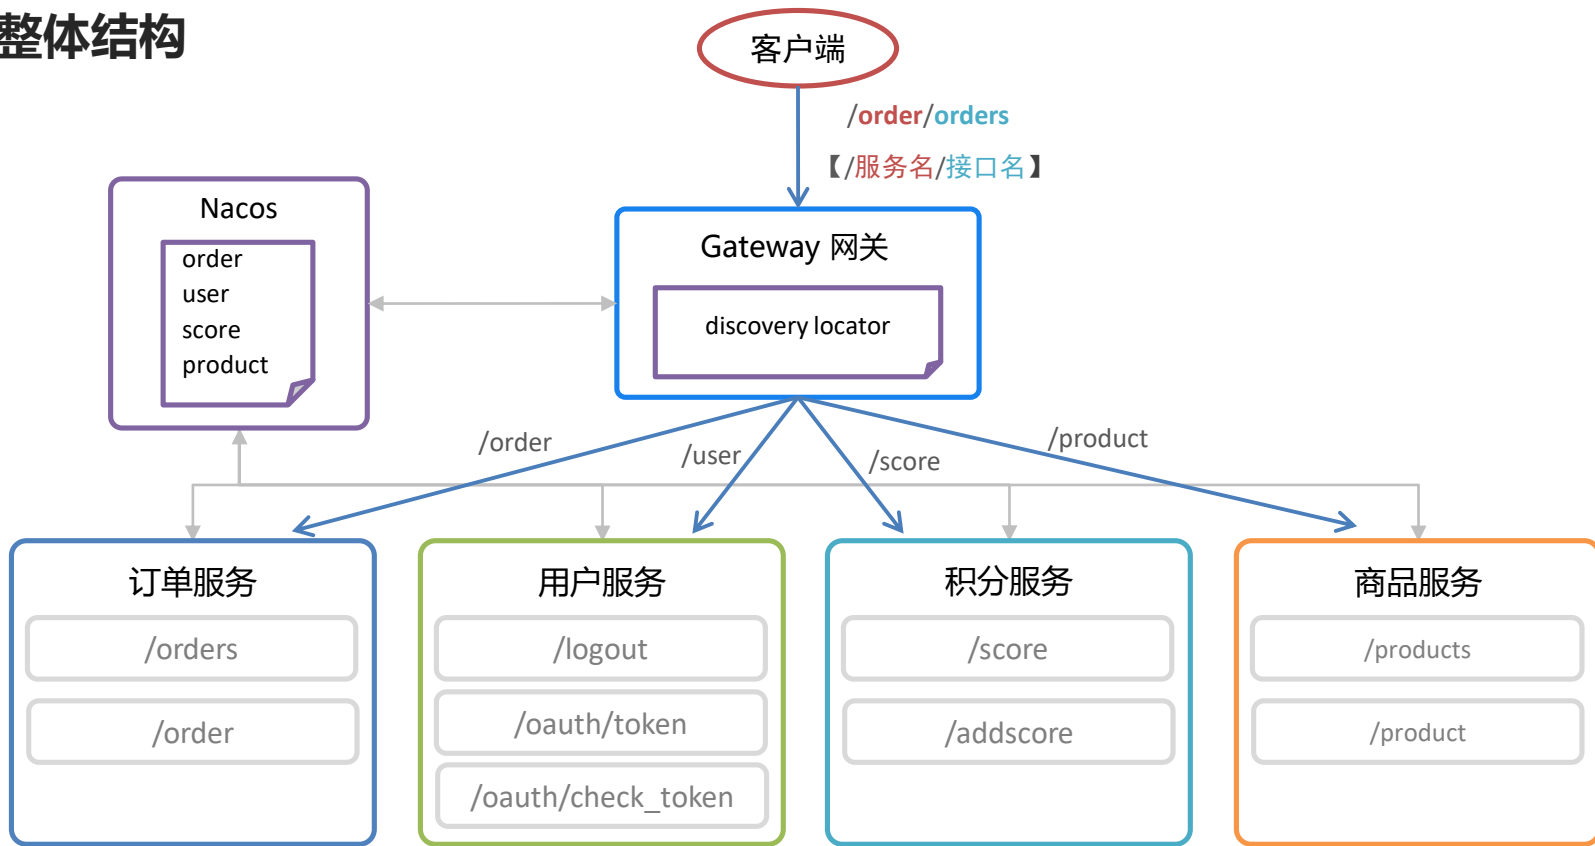 整体结构
客户端
/order/orders
【/服务名/接口名】
Nacos
order
user
score
product
Gateway 网关
discovery locator
/order
/user
/score
/product
订单服务
/orders
/order
用户服务
/logout
/oauth/token
/oauth/check_token
积分服务
/score
/addscore
商品服务
/products
/product